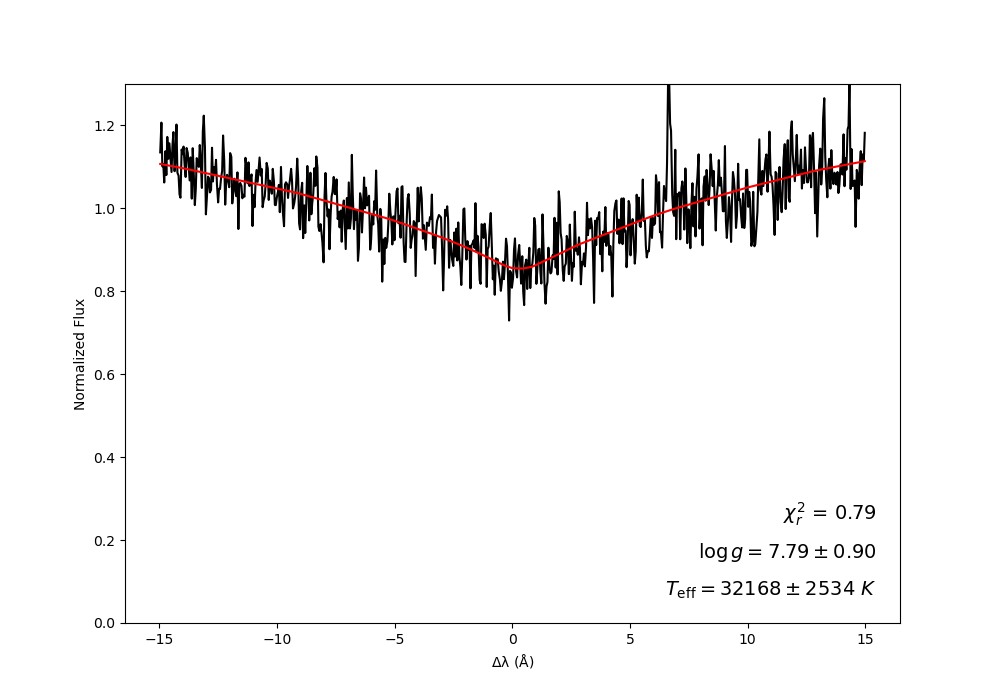 Normalized Flux
1.2
1.0
0.8
0.6
0.4
0.2
0.0
χ²ᵣ = 0.79
log g = 7.79 ± 0.90
T_eff = 32168 ± 2534 K
−15
−10
−5
0
5
10
15
Δλ (Å)